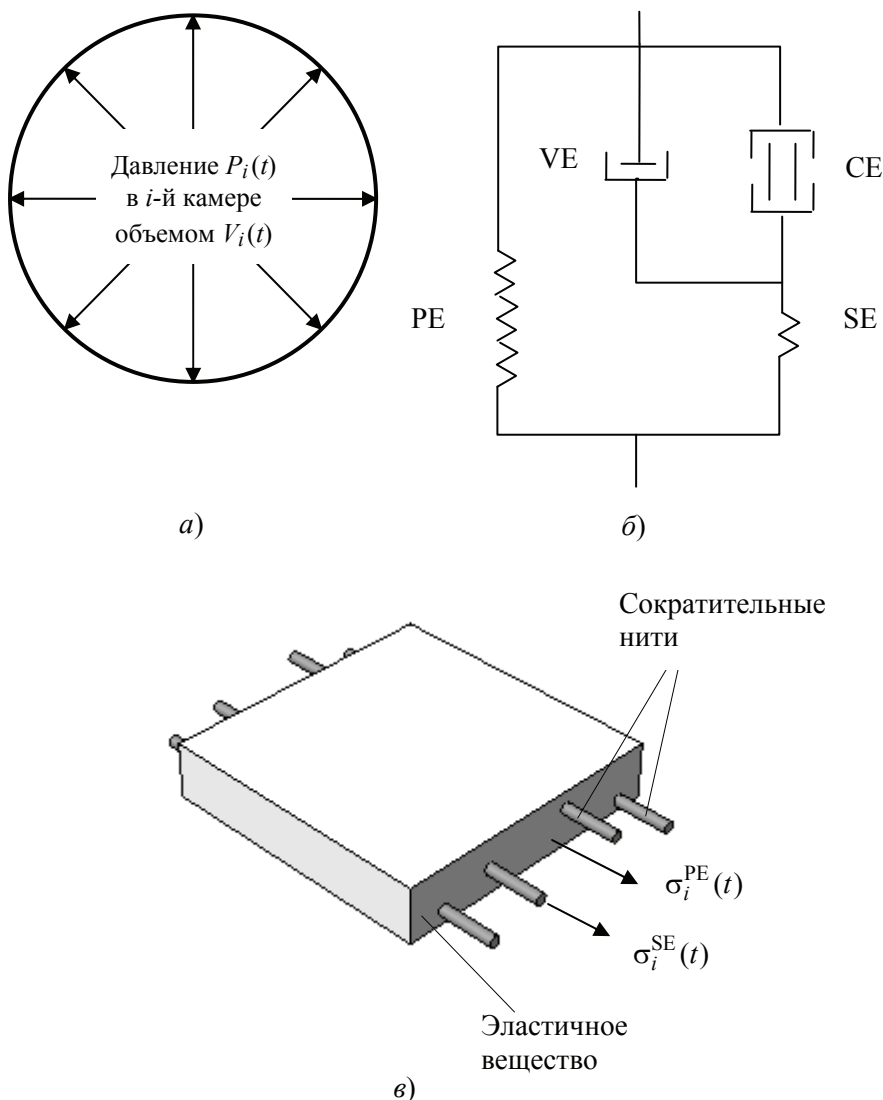 Давление P_i(t)
в i-й камере
объемом V_i(t)
VE
CE
PE
SE
а)
б)
Сократительные
нити
σ_i^PE(t)
σ_i^SE(t)
Эластичное
вещество
в)